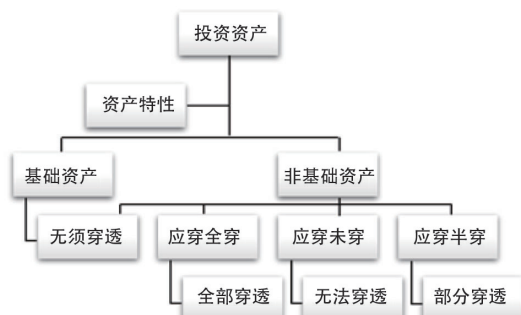 投资资产
资产特性
基础资产
非基础资产
无须穿透
应穿全穿
应穿未穿
应穿半穿
全部穿透
无法穿透
部分穿透